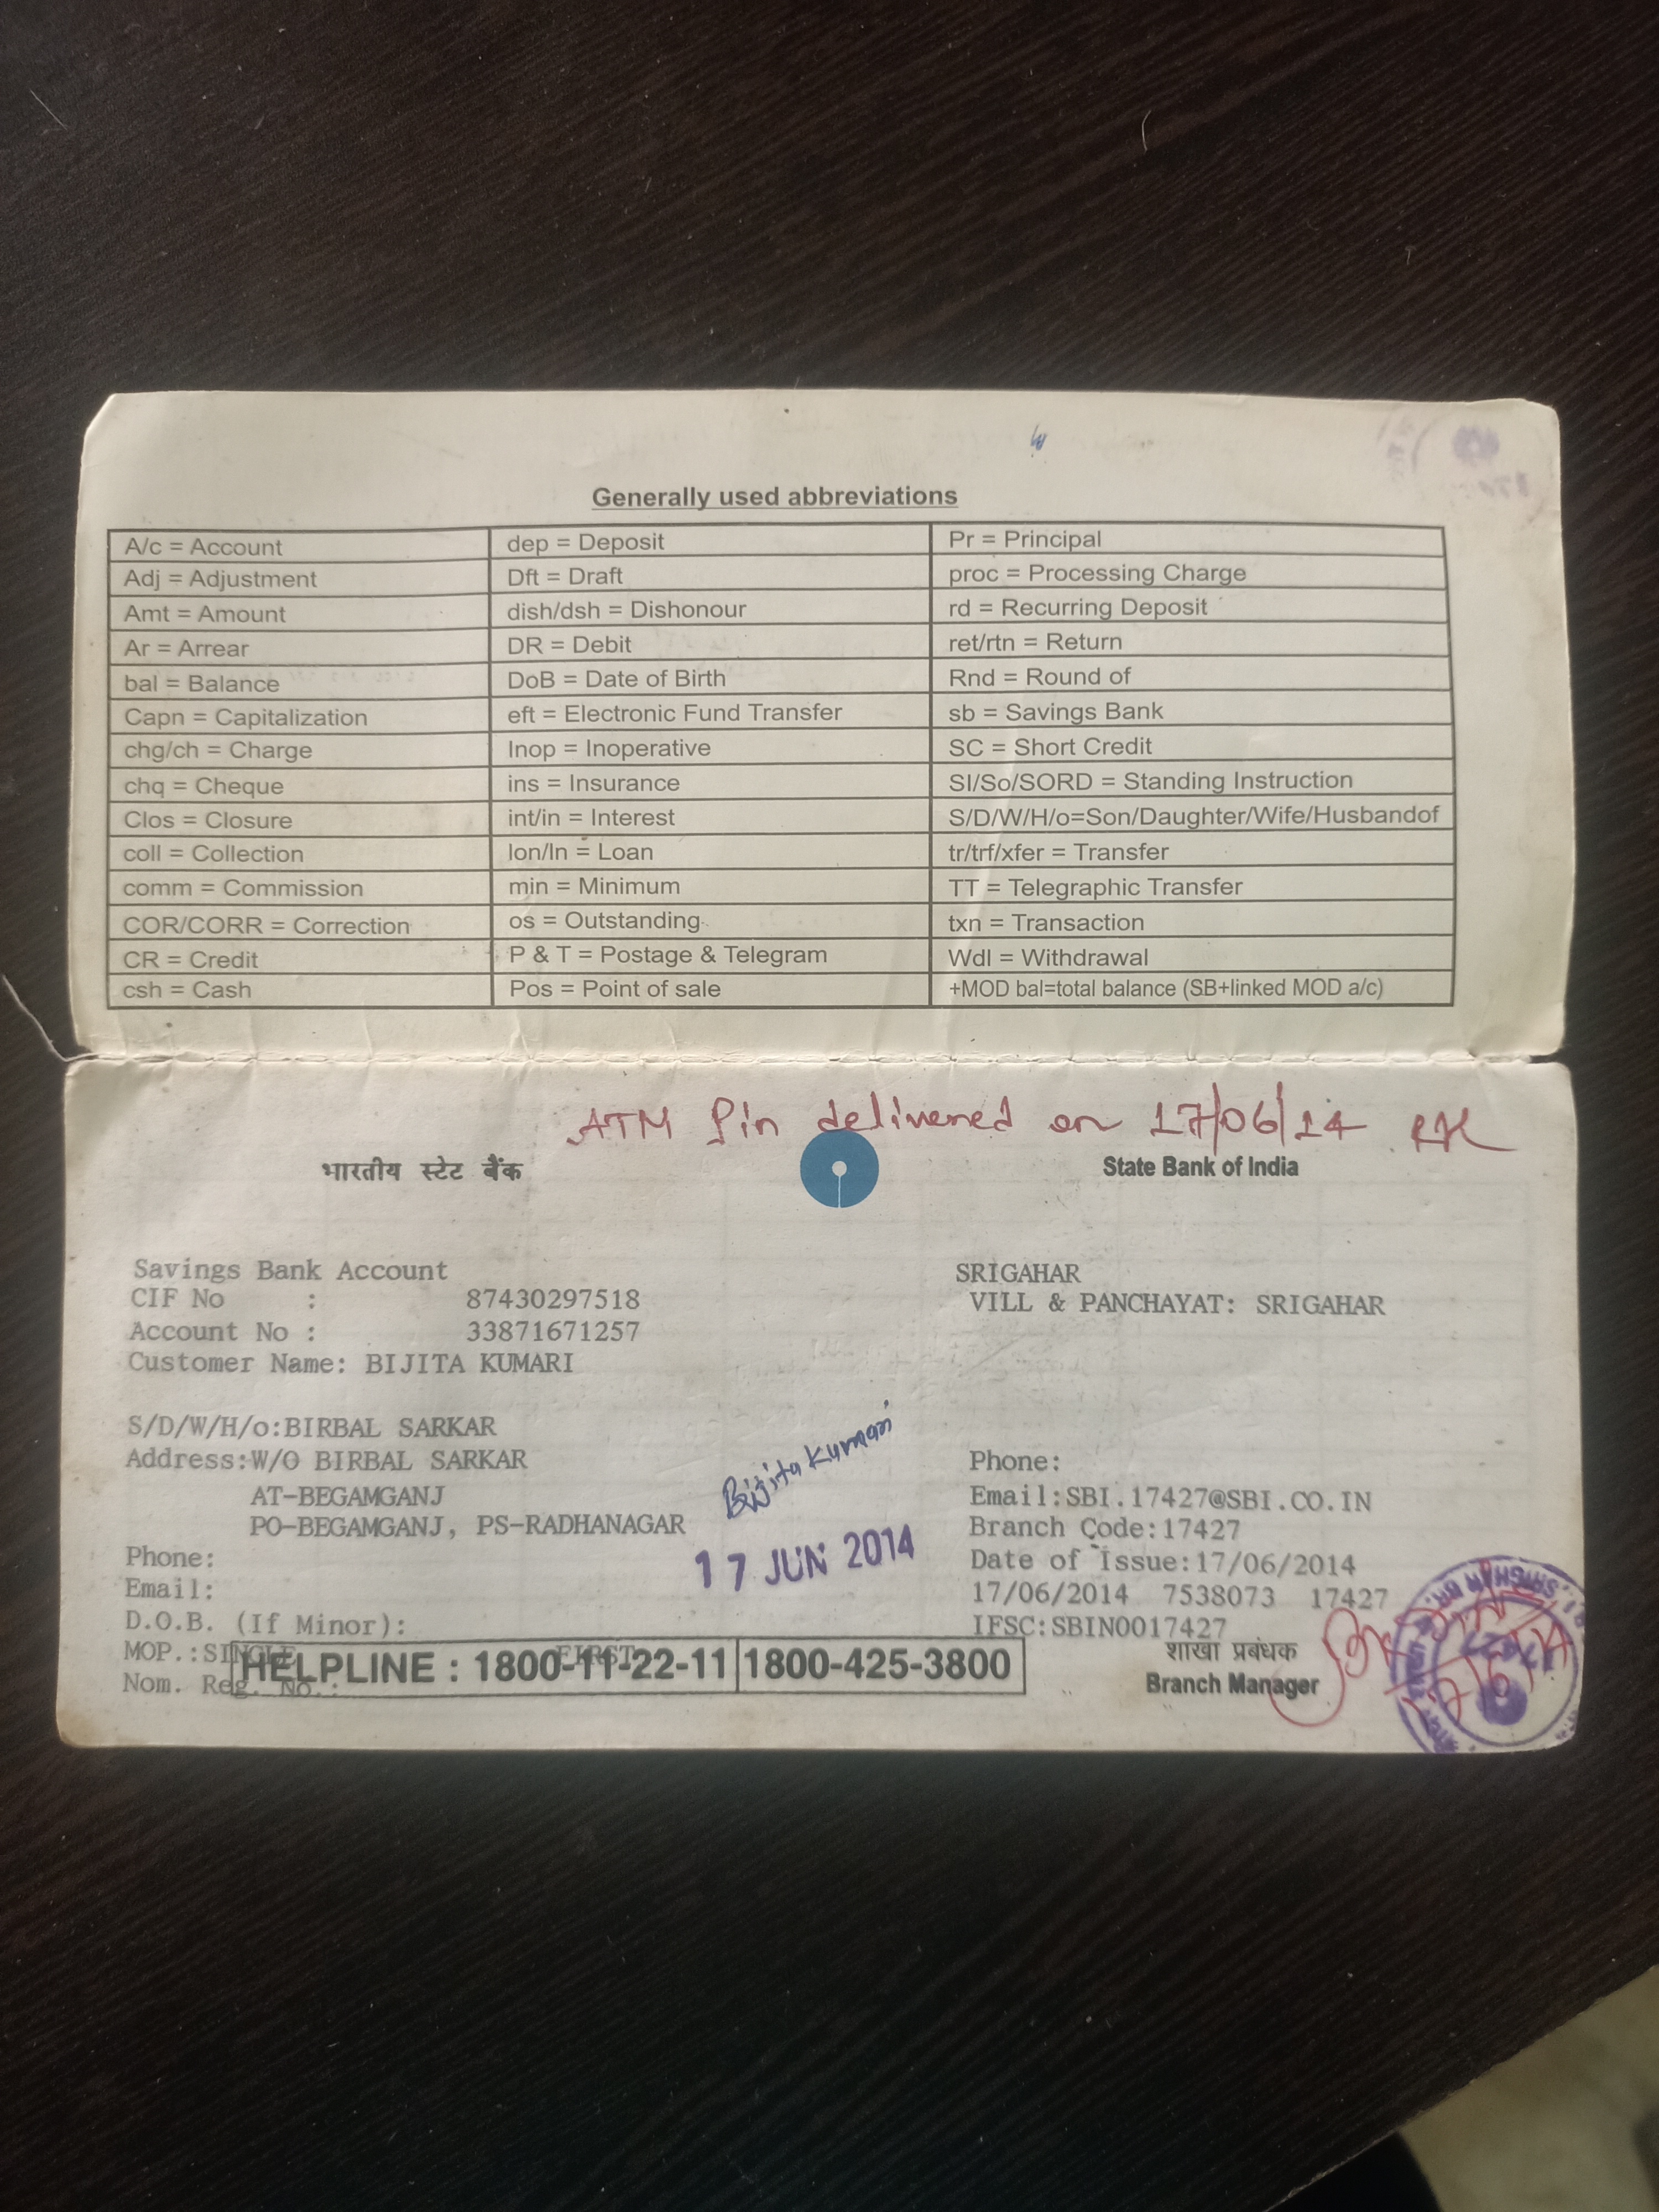 Generally used abbreviations
A/c = Account	dep = Deposit	Pr = Principal
Adj = Adjustment	Dft = Draft	proc = Processing Charge
Amt = Amount	dish/dsh = Dishonour	rd = Recurring Deposit
Ar = Arrear	DR = Debit	ret/rtn = Return
bal = Balance	DoB = Date of Birth	Rnd = Round of
Capn = Capitalization	eft = Electronic Fund Transfer	sb = Savings Bank
chg/ch = Charge	Inop = Inoperative	SC = Short Credit
chq = Cheque	ins = Insurance	SI/So/SORD = Standing Instruction
Clos = Closure	int/in = Interest	S/D/W/H/o=Son/Daughter/Wife/Husbandof
coll = Collection	lon/ln = Loan	tr/trf/xfer = Transfer
comm = Commission	min = Minimum	TT = Telegraphic Transfer
COR/CORR = Correction	os = Outstanding	txn = Transaction
CR = Credit	P & T = Postage & Telegram	Wdl = Withdrawal
csh = Cash	Pos = Point of sale	+MOD bal=total balance (SB+linked MOD a/c)
ATM Pin delivered on 17/06/14
भारतीय स्टेट बैंक	State Bank of India
Savings Bank Account	SRIGAHAR
CIF No : 87430297518	VILL & PANCHAYAT: SRIGAHAR
Account No : 33871671257
Customer Name: BIJITA KUMARI
S/D/W/H/o:BIRBAL SARKAR
Address:W/O BIRBAL SARKAR	Phone:
Bijita Kumari
AT-BEGAMGANJ	Email:SBI.17427@SBI.CO.IN
PO-BEGAMGANJ, PS-RADHANAGAR	Branch Code:17427
17 JUN 2014
Phone:	Date of Issue:17/06/2014
Email:	17/06/2014 7538073 17427
D.O.B. (If Minor):	IFSC:SBIN0017427
MOP.:SINGLE FIRST	शाखा प्रबंधक
HELPLINE : 1800-11-22-11 1800-425-3800
Nom. Reg. No.:	Branch Manager